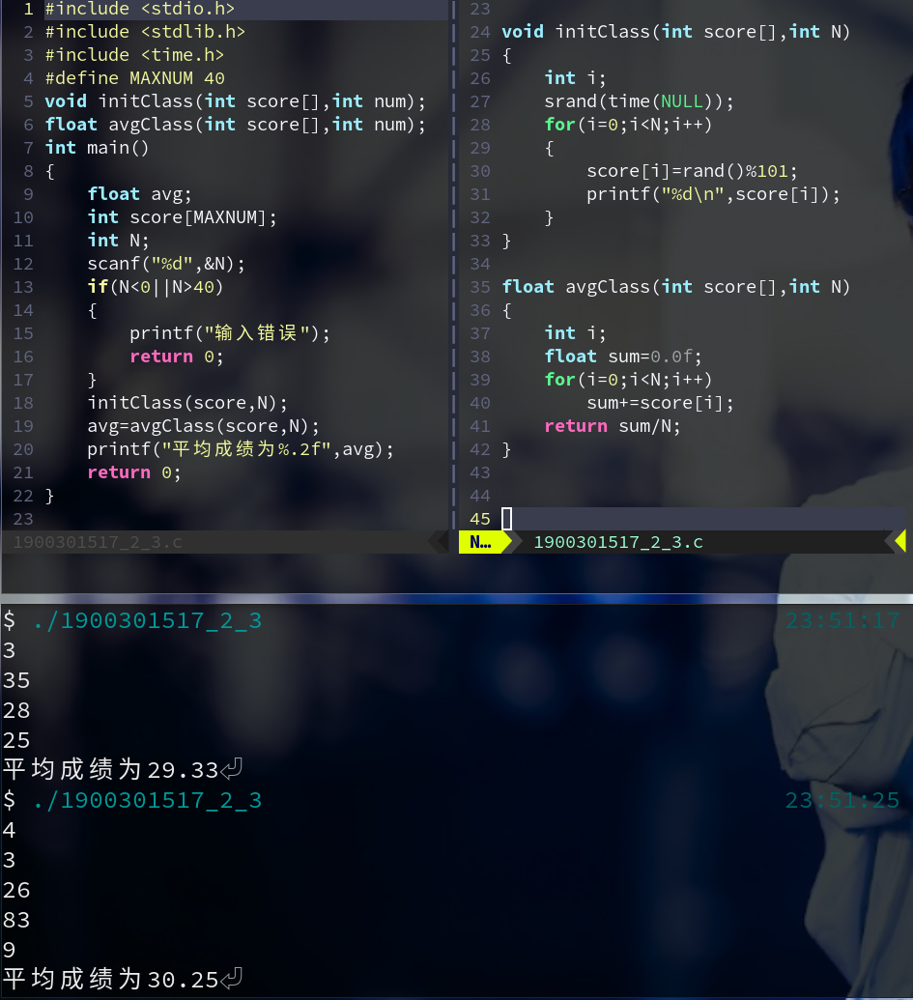 1 #include <stdio.h>
2 #include <stdlib.h>
3 #include <time.h>
4 #define MAXNUM 40
5 void initClass(int score[],int num);
6 float avgClass(int score[],int num);
7 int main()
8 {
9     float avg;
10     int score[MAXNUM];
11     int N;
12     scanf("%d",&N);
13     if(N<0||N>40)
14     {
15         printf("输入错误");
16         return 0;
17     }
18     initClass(score,N);
19     avg=avgClass(score,N);
20     printf("平均成绩为%.2f",avg);
21     return 0;
22 }
23
1900301517_2_3.c
23
24 void initClass(int score[],int N)
25 {
26     int i;
27     srand(time(NULL));
28     for(i=0;i<N;i++)
29     {
30         score[i]=rand()%101;
31         printf("%d\n",score[i]);
32     }
33 }
34
35 float avgClass(int score[],int N)
36 {
37     int i;
38     float sum=0.0f;
39     for(i=0;i<N;i++)
40         sum+=score[i];
41     return sum/N;
42 }
43
44
45
N… 1900301517_2_3.c
$ ./1900301517_2_3 23:51:17
3
35
28
25
平均成绩为29.33⏎
$ ./1900301517_2_3 23:51:25
4
3
26
83
9
平均成绩为30.25⏎